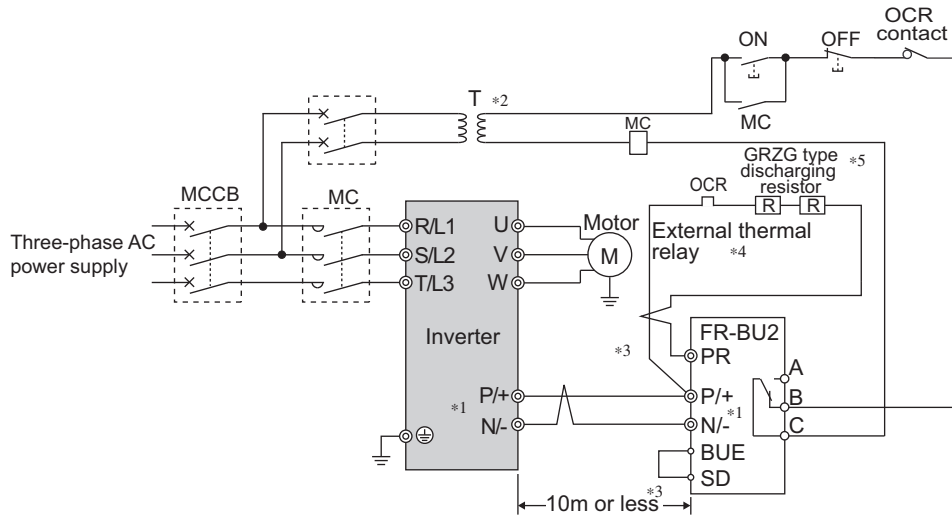 OCR
contact
ON
OFF
T *2
MC
MC
GRZG type
discharging
resistor
*5
OCR
R
R
MCCB
MC
External thermal
relay *4
Three-phase AC
power supply
R/L1
S/L2
T/L3
U
V
W
Motor
M
Inverter
FR-BU2
*3
PR
A
P/+
P/+
B
*1
*1
N/-
N/-
C
BUE
SD
10m or less
*3